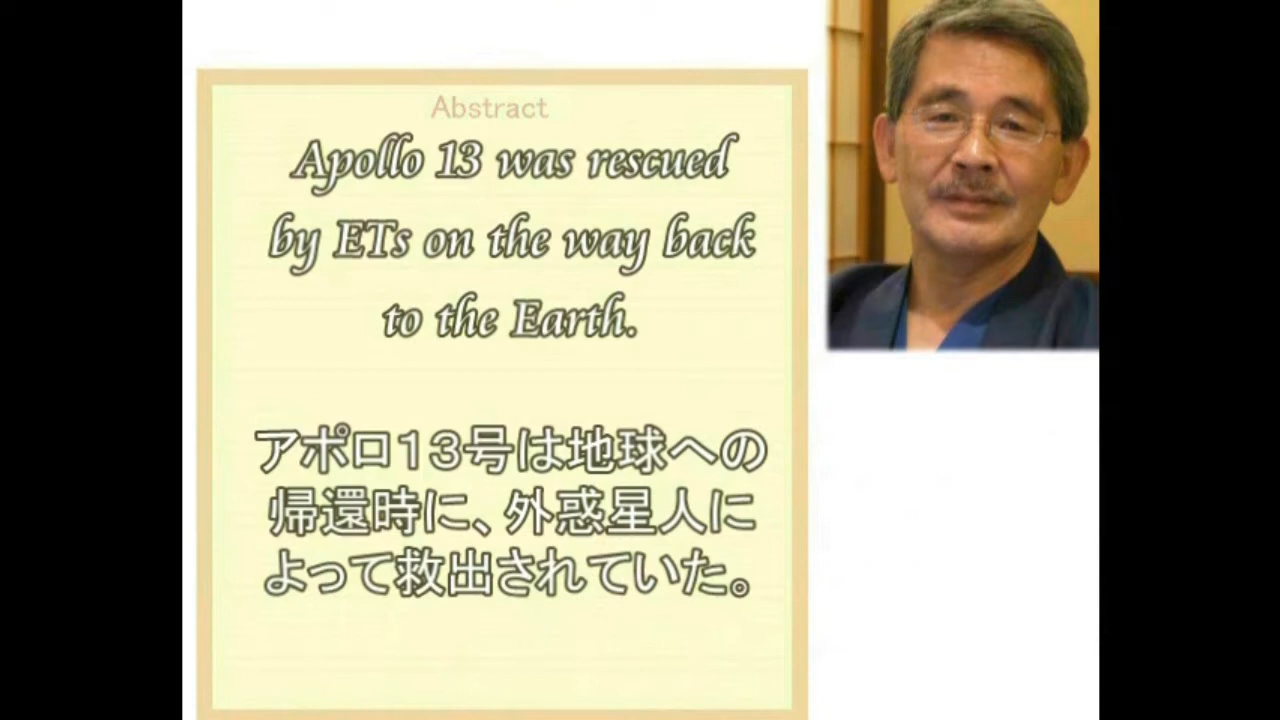 Abstract
Apollo 13 was rescued
by ETs on the way back
to the Earth.
アポロ１３号は地球への
帰還時に、外惑星人に
よって救出されていた。